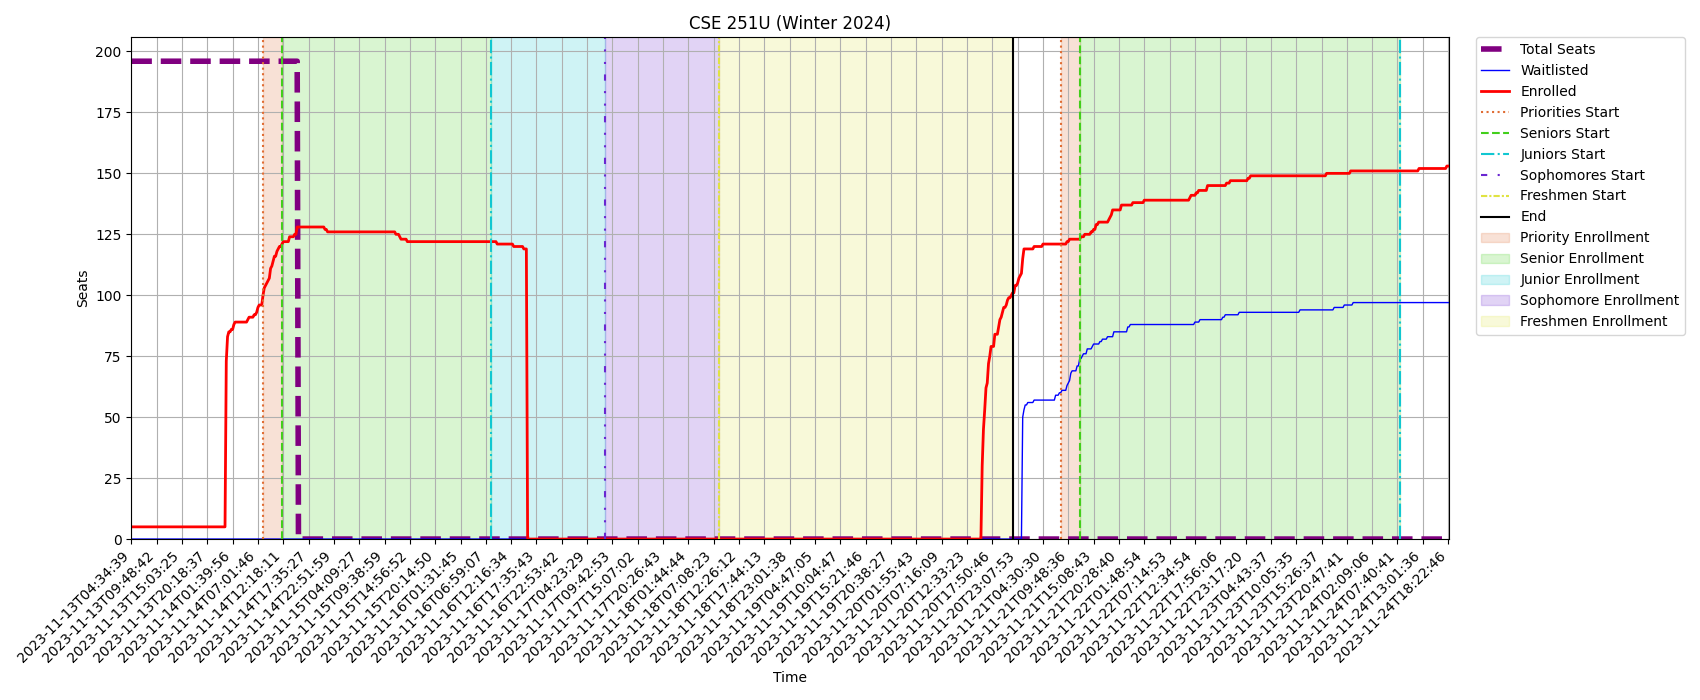 CSE 251U (Winter 2024)
Seats
200
175
150
125
100
75
50
25
0
2023-11-13T04:34:39
2023-11-13T09:48:42
2023-11-13T15:03:25
2023-11-13T20:18:37
2023-11-14T01:39:56
2023-11-14T07:01:46
2023-11-14T12:18:11
2023-11-14T17:35:27
2023-11-14T22:51:59
2023-11-15T04:09:27
2023-11-15T09:38:59
2023-11-15T14:56:52
2023-11-15T20:14:50
2023-11-16T01:31:45
2023-11-16T06:59:07
2023-11-16T12:16:34
2023-11-16T17:35:43
2023-11-16T22:53:42
2023-11-17T04:23:29
2023-11-17T09:42:53
2023-11-17T15:07:02
2023-11-17T20:26:43
2023-11-18T01:44:44
2023-11-18T07:08:23
2023-11-18T12:26:12
2023-11-18T17:44:13
2023-11-18T23:01:38
2023-11-19T04:47:05
2023-11-19T10:04:47
2023-11-19T15:21:46
2023-11-19T20:38:27
2023-11-20T01:55:43
2023-11-20T07:16:09
2023-11-20T12:33:23
2023-11-20T17:50:46
2023-11-20T23:07:53
2023-11-21T04:30:30
2023-11-21T09:48:36
2023-11-21T15:08:43
2023-11-21T20:28:40
2023-11-22T01:48:54
2023-11-22T07:14:53
2023-11-22T12:34:54
2023-11-22T17:56:06
2023-11-22T23:17:20
2023-11-23T04:43:37
2023-11-23T10:05:35
2023-11-23T15:26:37
2023-11-23T20:47:41
2023-11-24T02:09:06
2023-11-24T07:40:41
2023-11-24T13:01:36
2023-11-24T18:22:46
Time
Total Seats
Waitlisted
Enrolled
Priorities Start
Seniors Start
Juniors Start
Sophomores Start
Freshmen Start
End
Priority Enrollment
Senior Enrollment
Junior Enrollment
Sophomore Enrollment
Freshmen Enrollment